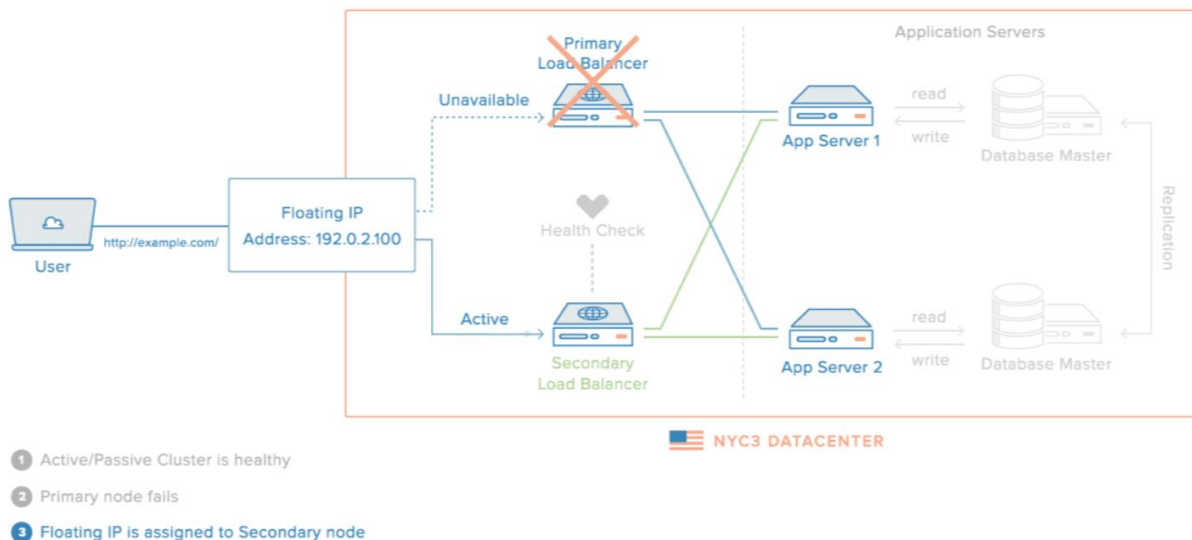 Primary
Load Balancer
Application Servers
Unavailable
read
write
App Server 1
Database Master
Floating IP
Address: 192.0.2.100
http://example.com/
User
Health Check
Replication
Active
read
write
Secondary
Load Balancer
App Server 2
Database Master
NYC3 DATACENTER
1 Active/Passive Cluster is healthy
2 Primary node fails
3 Floating IP is assigned to Secondary node